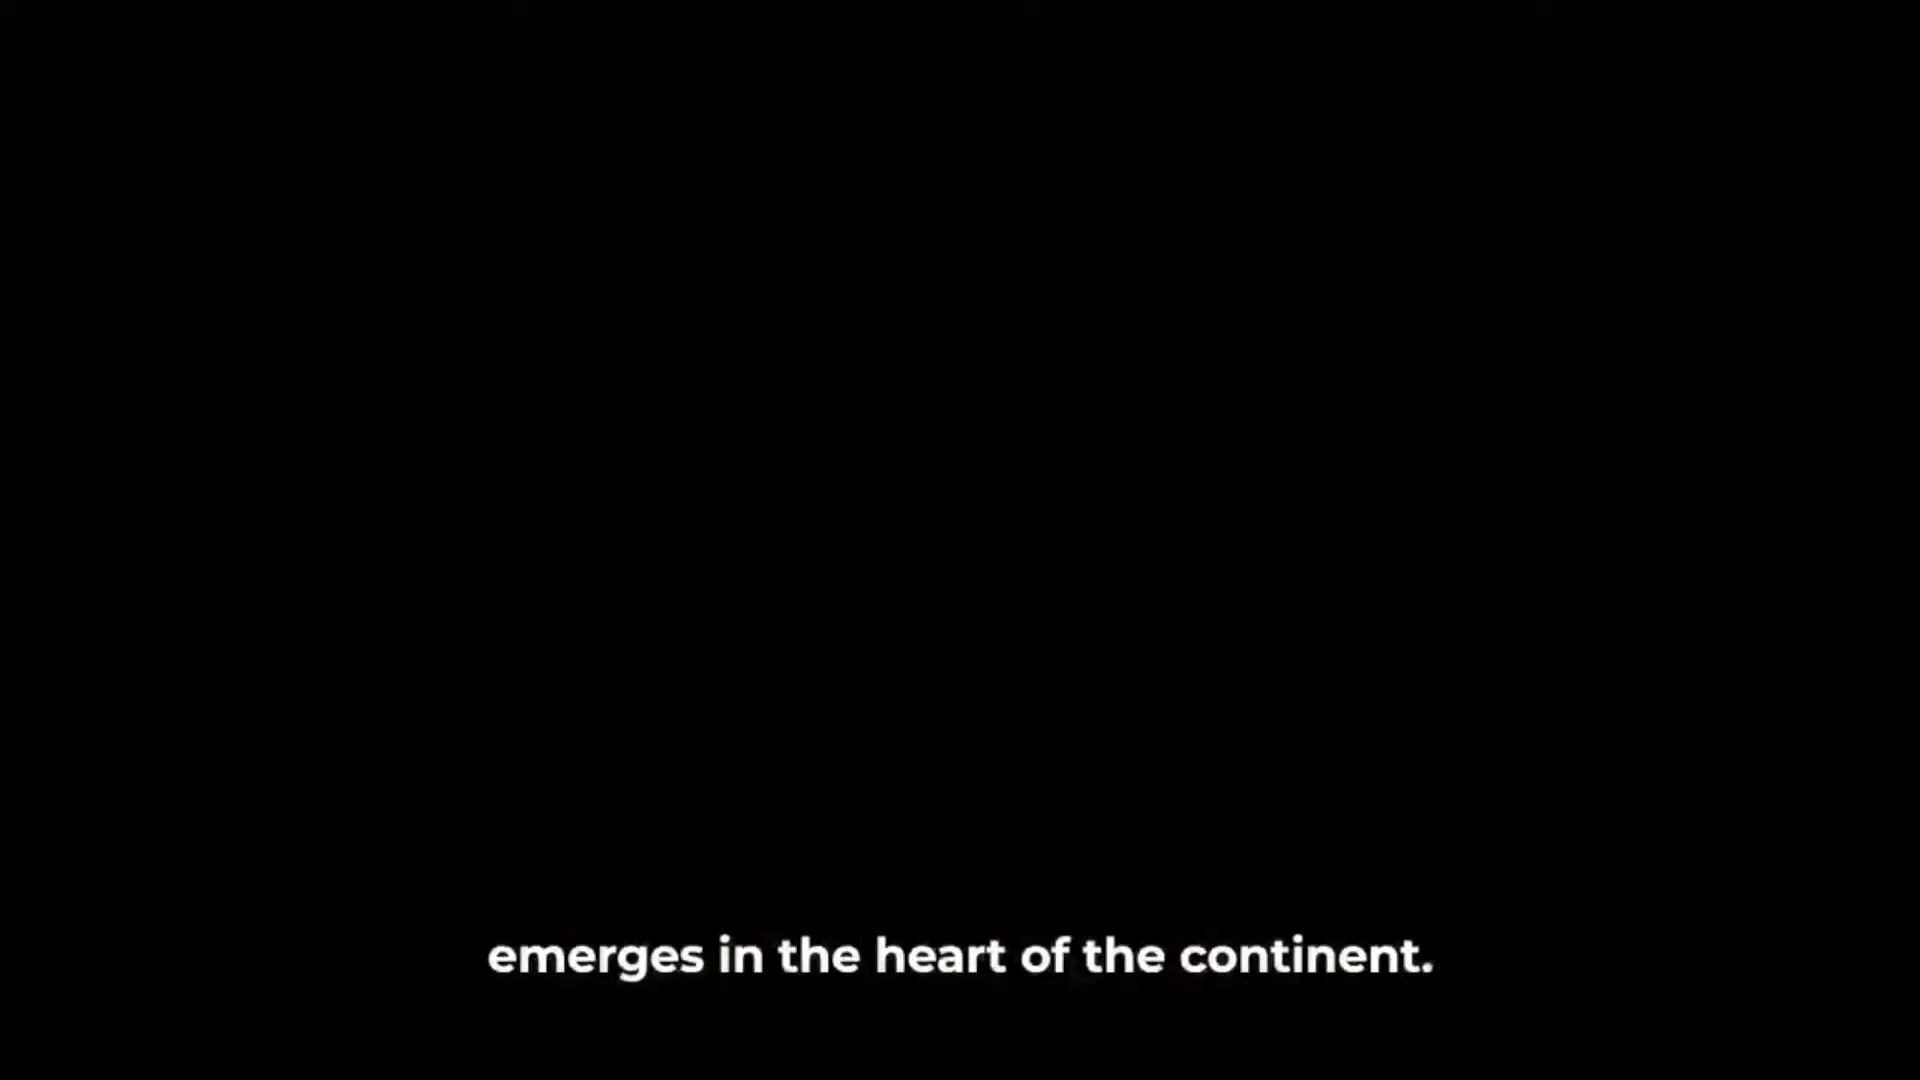 emerges in the heart of the continent.